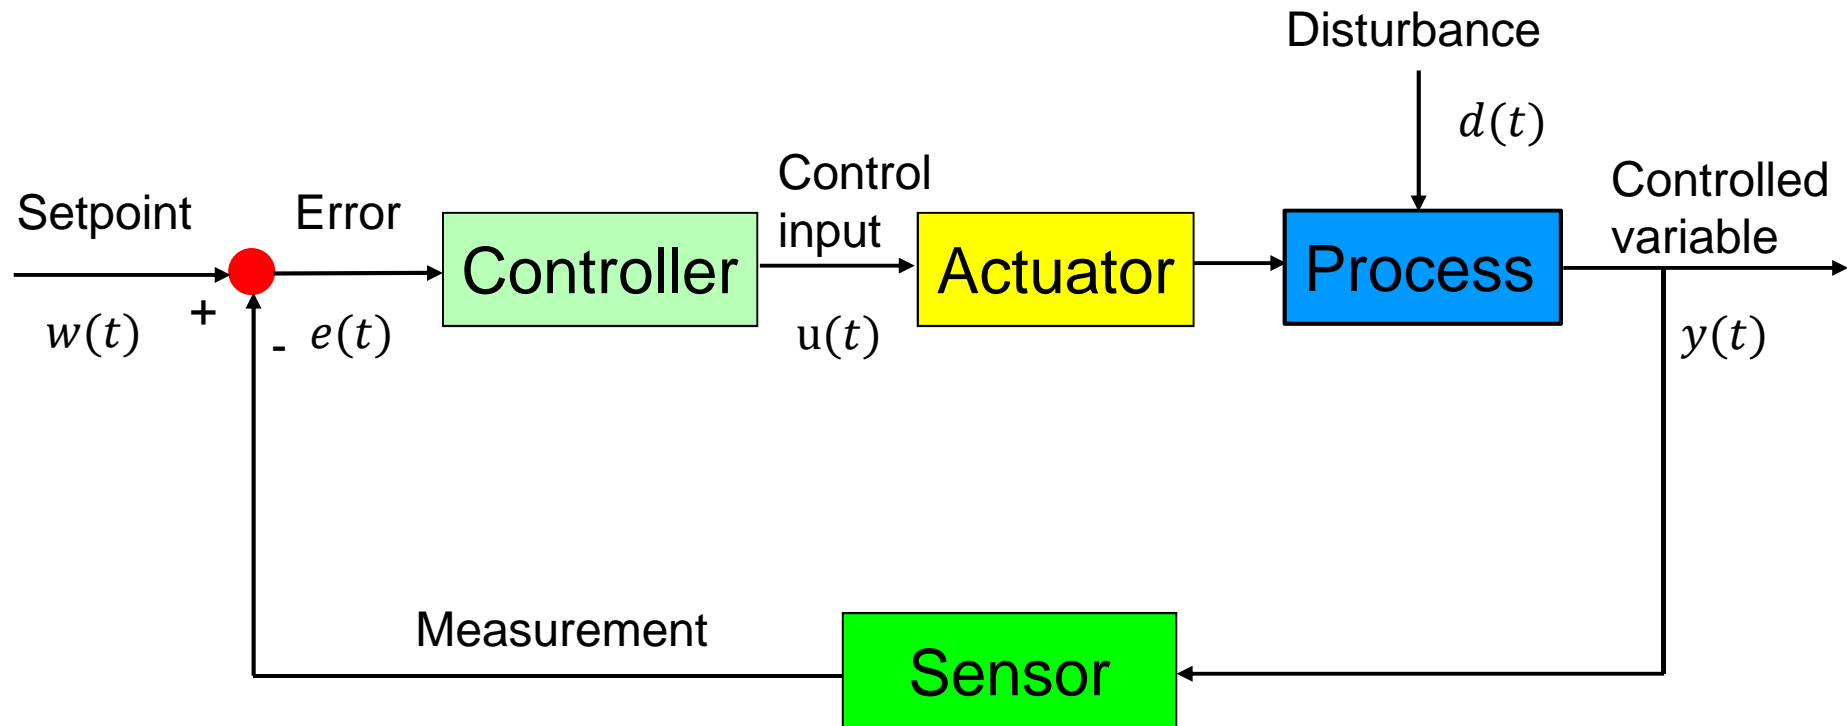 Disturbance
d(t)
Control
input
Controlled
variable
Setpoint
Error
Controller
Actuator
Process
+
-
w(t)
e(t)
u(t)
y(t)
Measurement
Sensor